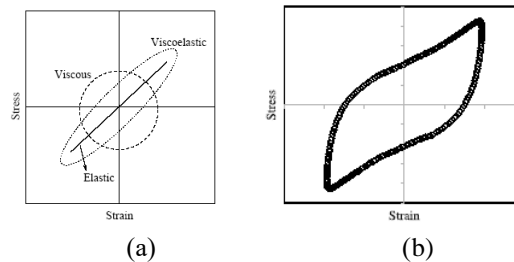 Viscoelastic
Viscous
Stress
Elastic
Strain
(a)
Stress
Strain
(b)